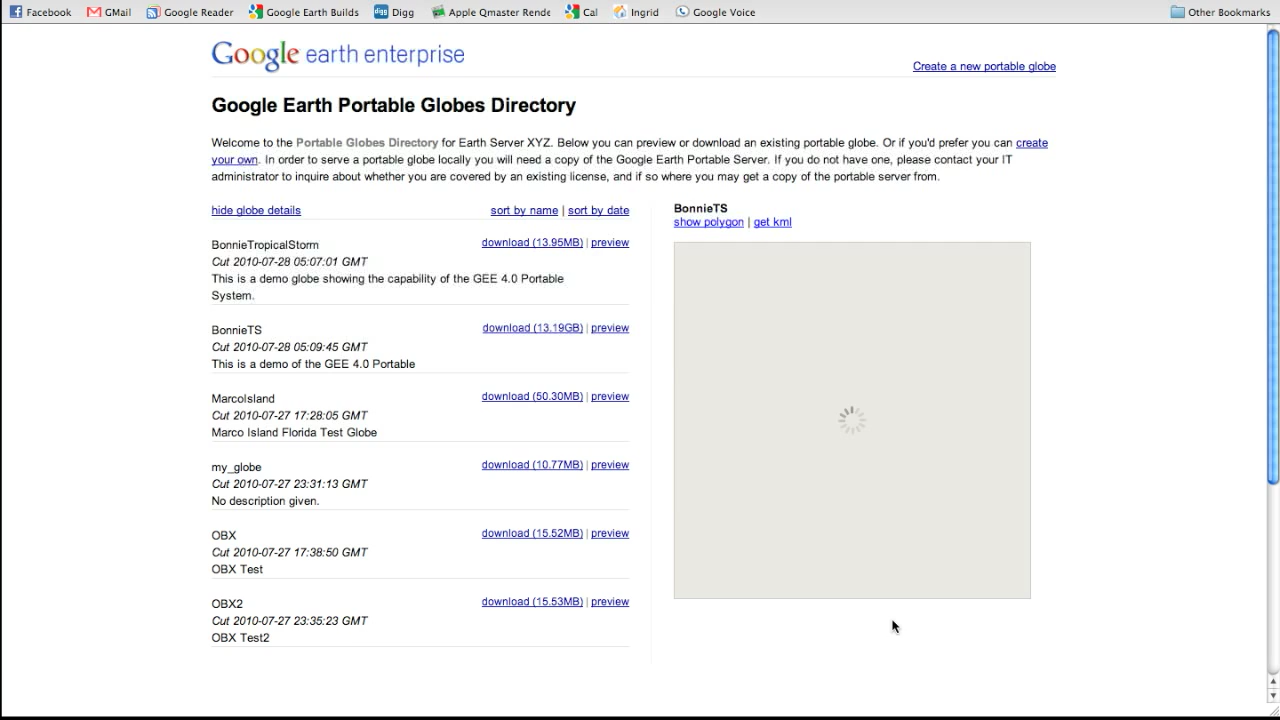 Facebook GMail Google Reader Google Earth Builds Digg Apple Qmaster Rende Cal Ingrid Google Voice Other Bookmarks
Google earth enterprise
Create a new portable globe
Google Earth Portable Globes Directory
Welcome to the Portable Globes Directory for Earth Server XYZ. Below you can preview or download an existing portable globe. Or if you'd prefer you can create
your own. In order to serve a portable globe locally you will need a copy of the Google Earth Portable Server. If you do not have one, please contact your IT
administrator to inquire about whether you are covered by an existing license, and if so where you may get a copy of the portable server from.
hide globe details sort by name | sort by date
BonnieTropicalStorm download (13.95MB) | preview
Cut 2010-07-28 05:07:01 GMT
This is a demo globe showing the capability of the GEE 4.0 Portable
System.
BonnieTS download (13.19GB) | preview
Cut 2010-07-28 05:09:45 GMT
This is a demo of the GEE 4.0 Portable
MarcoIsland download (50.30MB) | preview
Cut 2010-07-27 17:28:05 GMT
Marco Island Florida Test Globe
my_globe download (10.77MB) | preview
Cut 2010-07-27 23:31:13 GMT
No description given.
OBX download (15.52MB) | preview
Cut 2010-07-27 17:38:50 GMT
OBX Test
OBX2 download (15.53MB) | preview
Cut 2010-07-27 23:35:23 GMT
OBX Test2
BonnieTS
show polygon | get kml